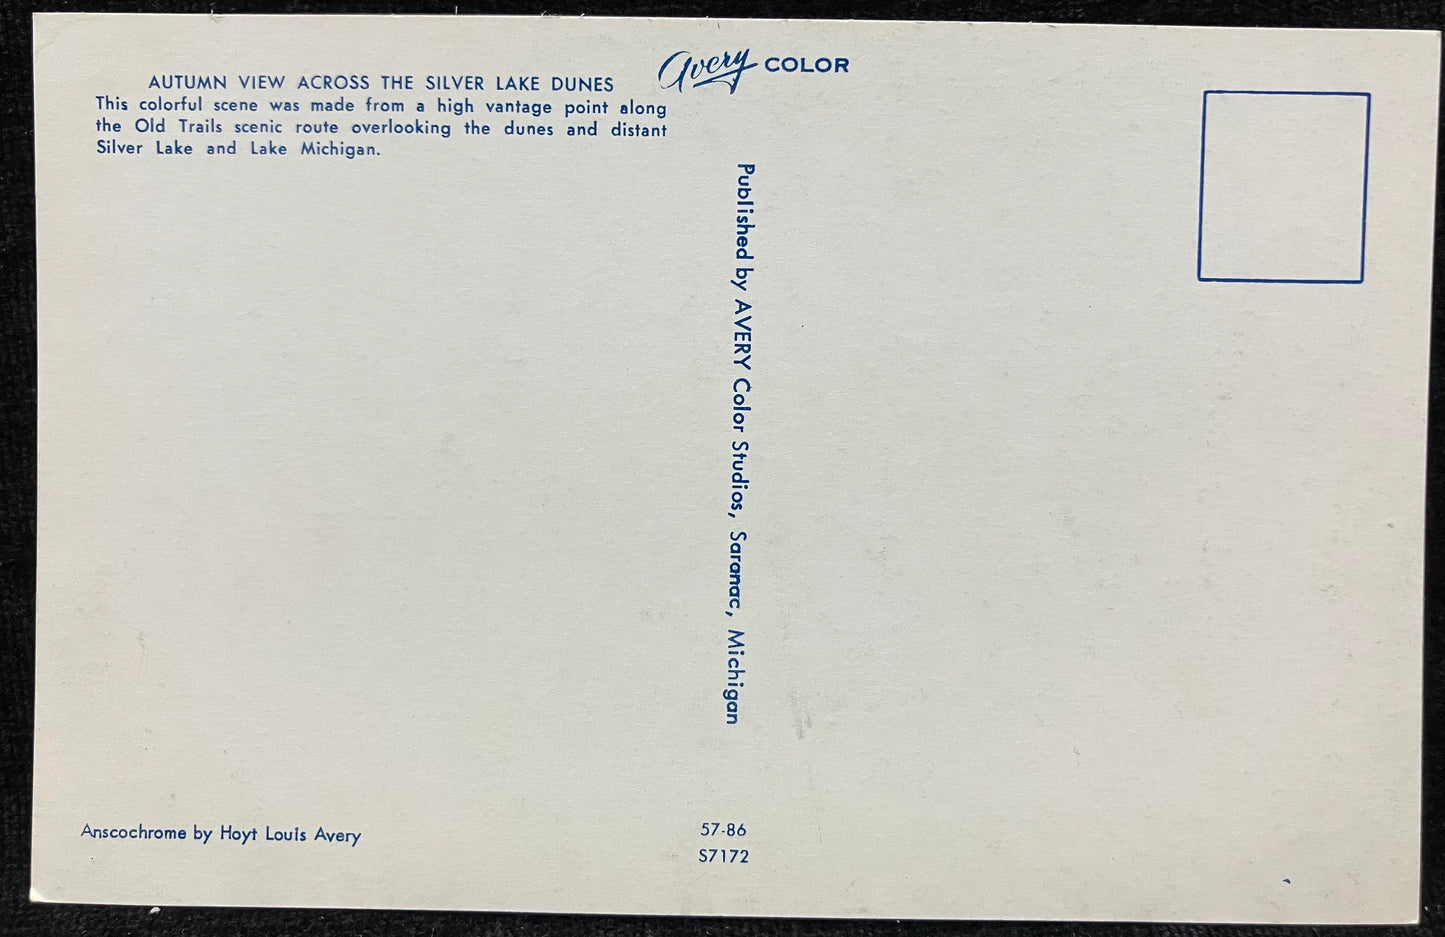 AUTUMN VIEW ACROSS THE SILVER LAKE DUNES
This colorful scene was made from a high vantage point along
the Old Trails scenic route overlooking the dunes and distant
Silver Lake and Lake Michigan.
Avery COLOR
Published by AVERY Color Studios, Saranac, Michigan
Anscochrome by Hoyt Louis Avery
57-86
S7172